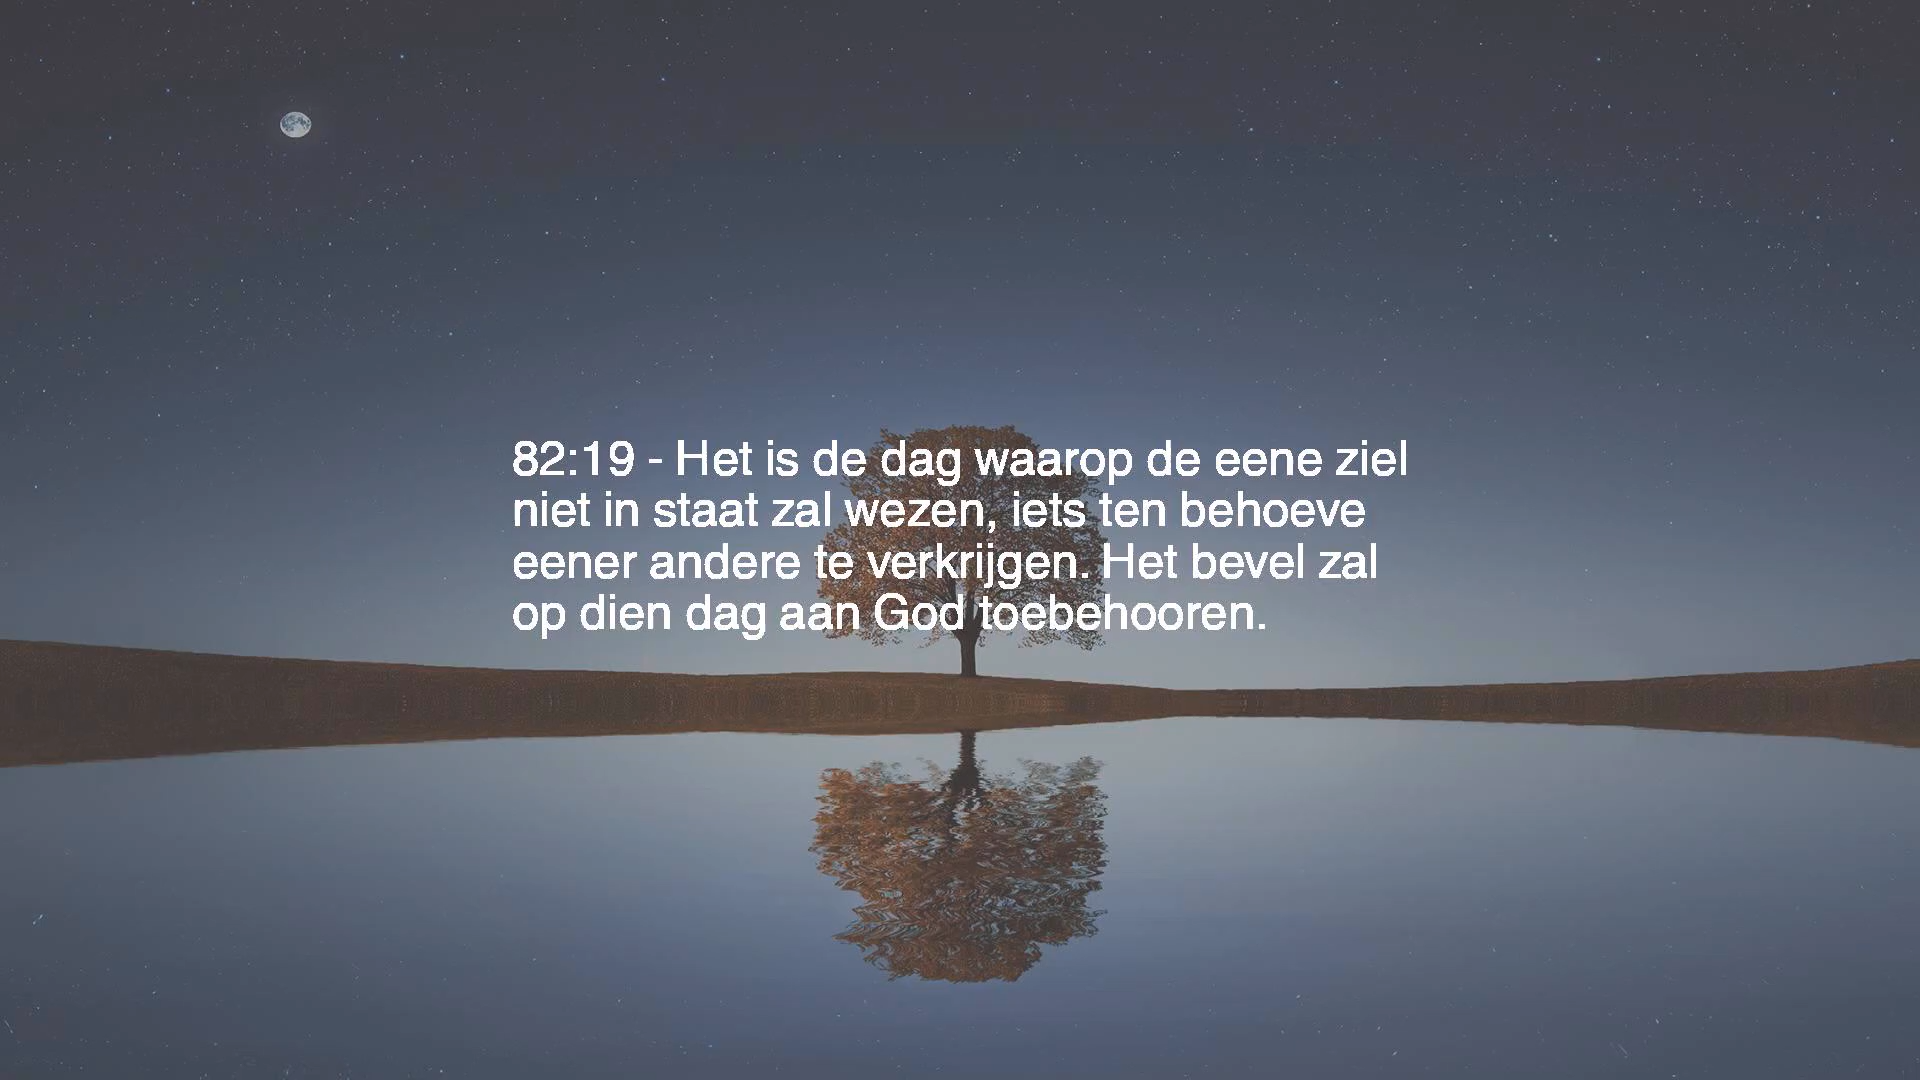 82:19 - Het is de dag waarop de eene ziel
niet in staat zal wezen, iets ten behoeve
eener andere te verkrijgen. Het bevel zal
op dien dag aan God toebehooren.